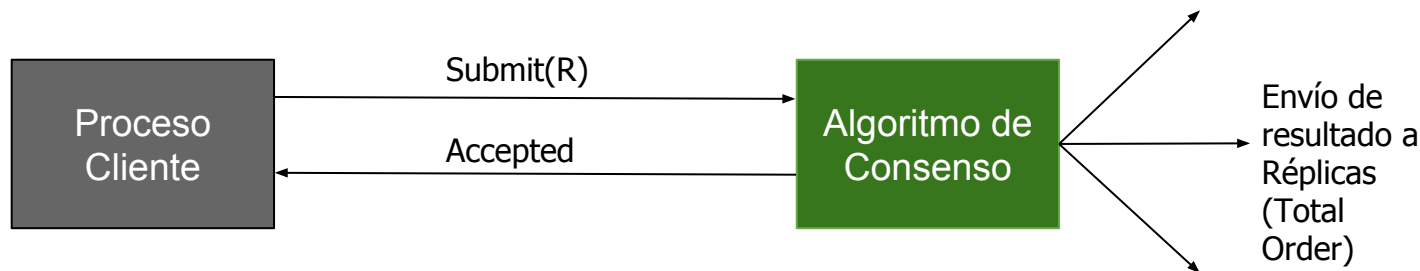 Proceso
Cliente
Submit(R)
Accepted
Algoritmo de
Consenso
Envío de
resultado a
Réplicas
(Total
Order)